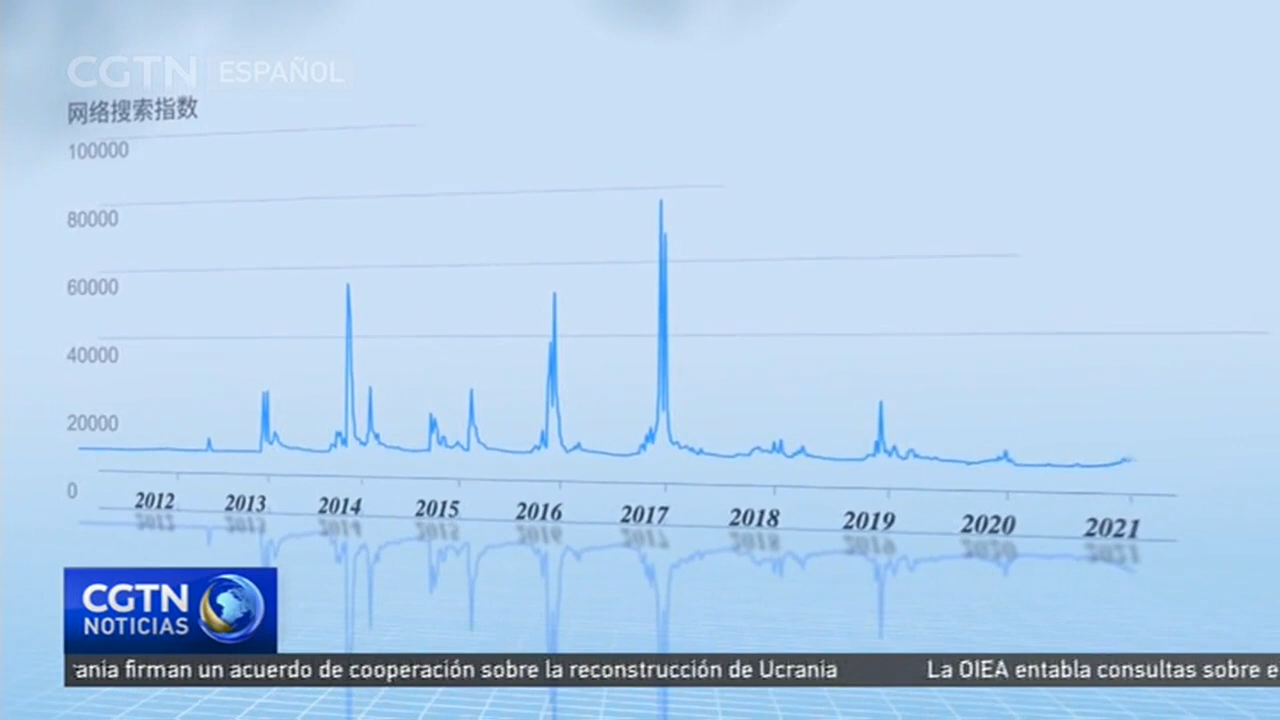 CGTN ESPAÑOL
网络搜索指数
100000
80000
60000
40000
20000
0
2012 2013 2014 2015 2016 2017 2018 2019 2020 2021
CGTN
NOTICIAS
ania firman un acuerdo de cooperación sobre la reconstrucción de Ucrania La OIEA entabla consultas sobre e